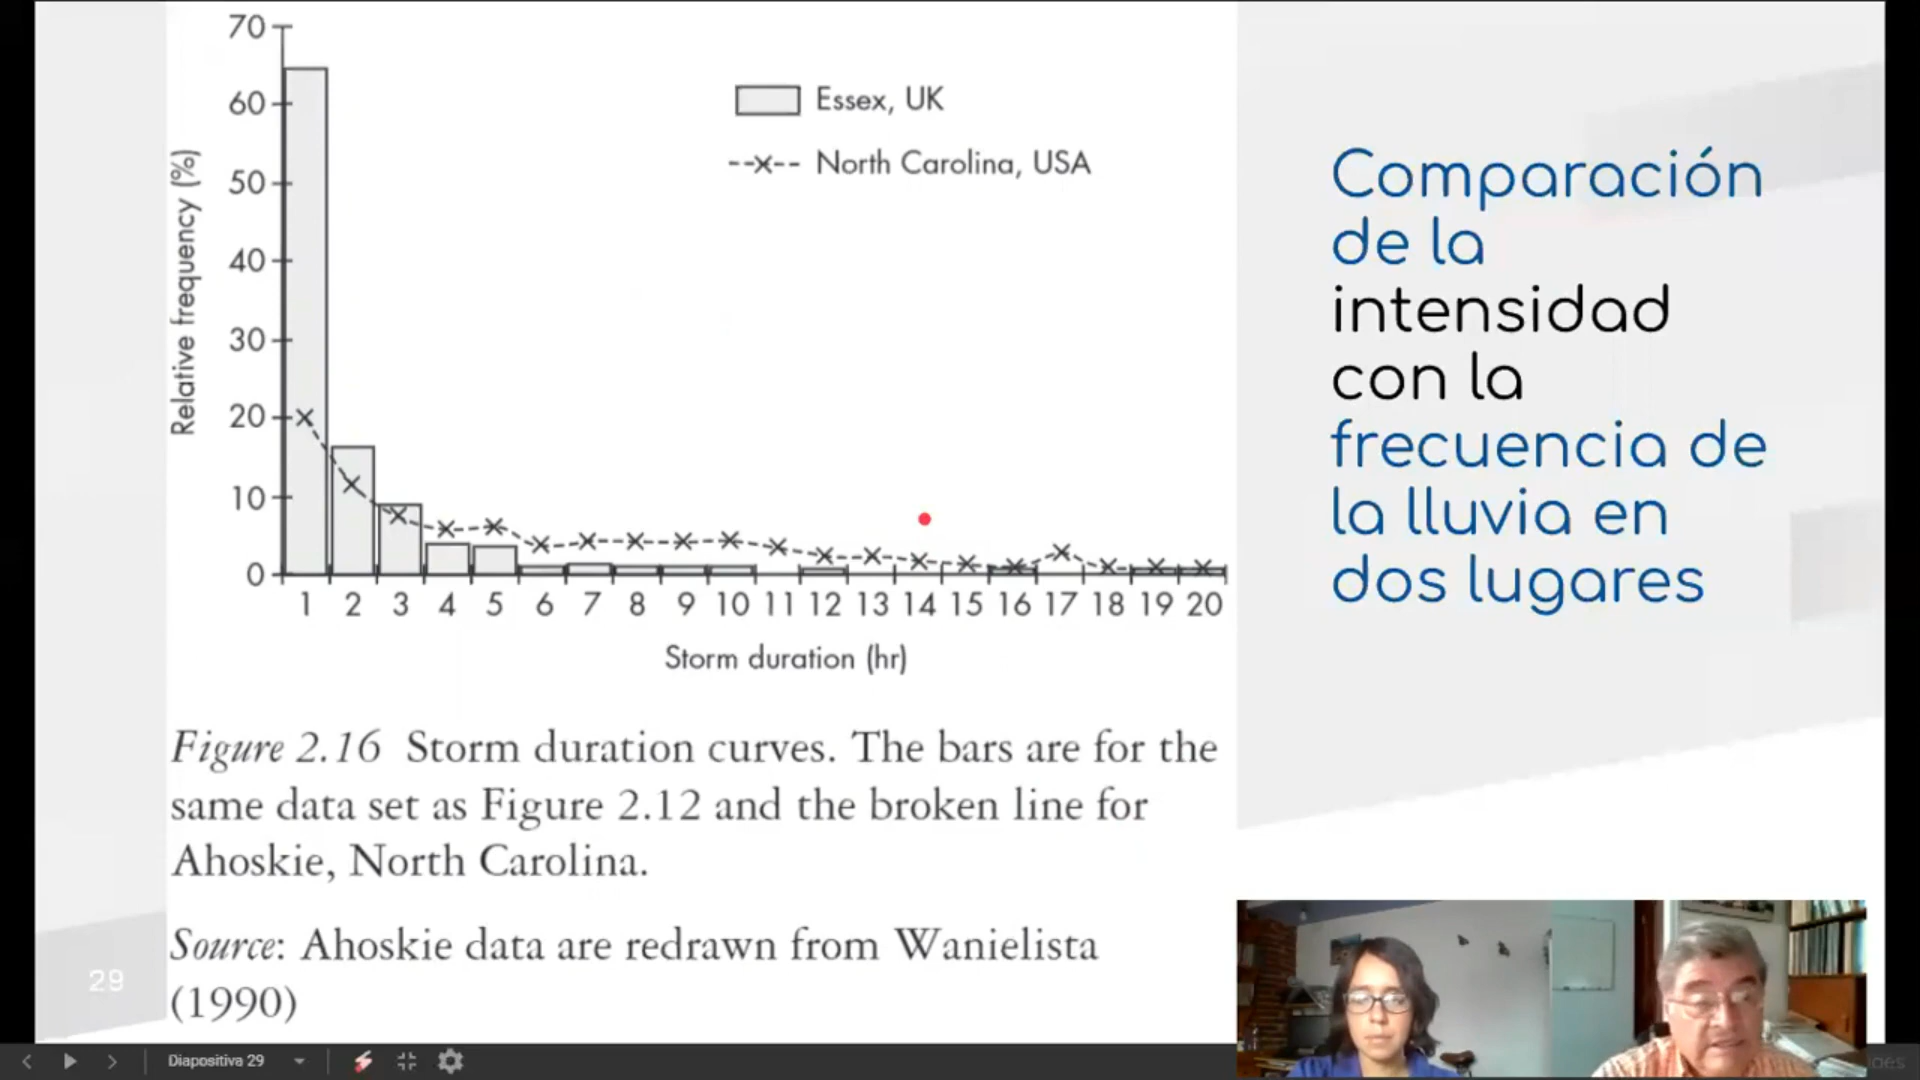 70
60
50
40
30
20
10
0
Relative frequency (%)
Essex, UK
--x-- North Carolina, USA
1 2 3 4 5 6 7 8 9 10 11 12 13 14 15 16 17 18 19 20
Storm duration (hr)
Figure 2.16 Storm duration curves. The bars are for the
same data set as Figure 2.12 and the broken line for
Ahoskie, North Carolina.
Source: Ahoskie data are redrawn from Wanielista
(1990)
Comparación
de la
intensidad
con la
frecuencia de
la lluvia en
dos lugares
29
Diapositiva 29